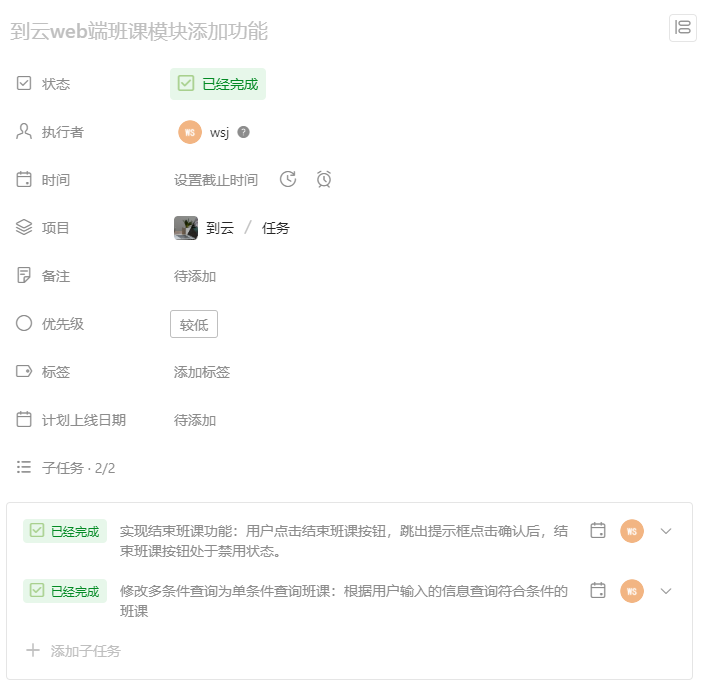 到云web端班课模块添加功能
状态 已经完成
执行者 WS wsj ?
时间 设置截止时间
项目 到云 / 任务
备注 待添加
优先级 较低
标签 添加标签
计划上线日期 待添加
子任务 · 2/2
已经完成 实现结束班课功能：用户点击结束班课按钮，跳出提示框点击确认后，结 WS
束班课按钮处于禁用状态。
已经完成 修改多条件查询为单条件查询班课：根据用户输入的信息查询符合条件的 WS
班课
添加子任务